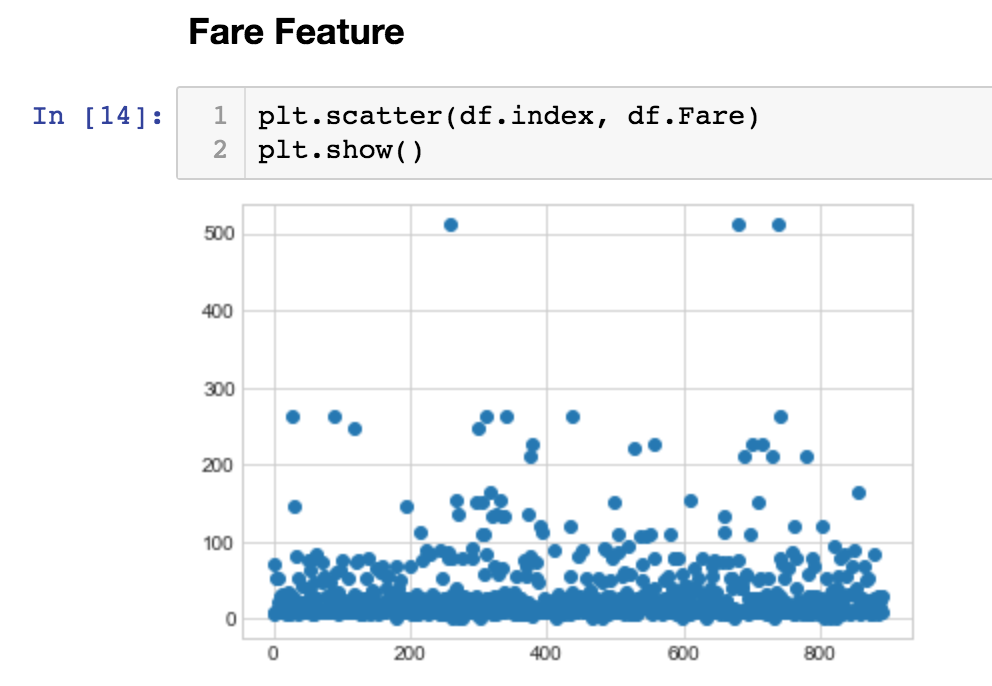 Fare Feature
In [14]:
1 plt.scatter(df.index, df.Fare)
2 plt.show()
500
400
300
200
100
0
0 200 400 600 800